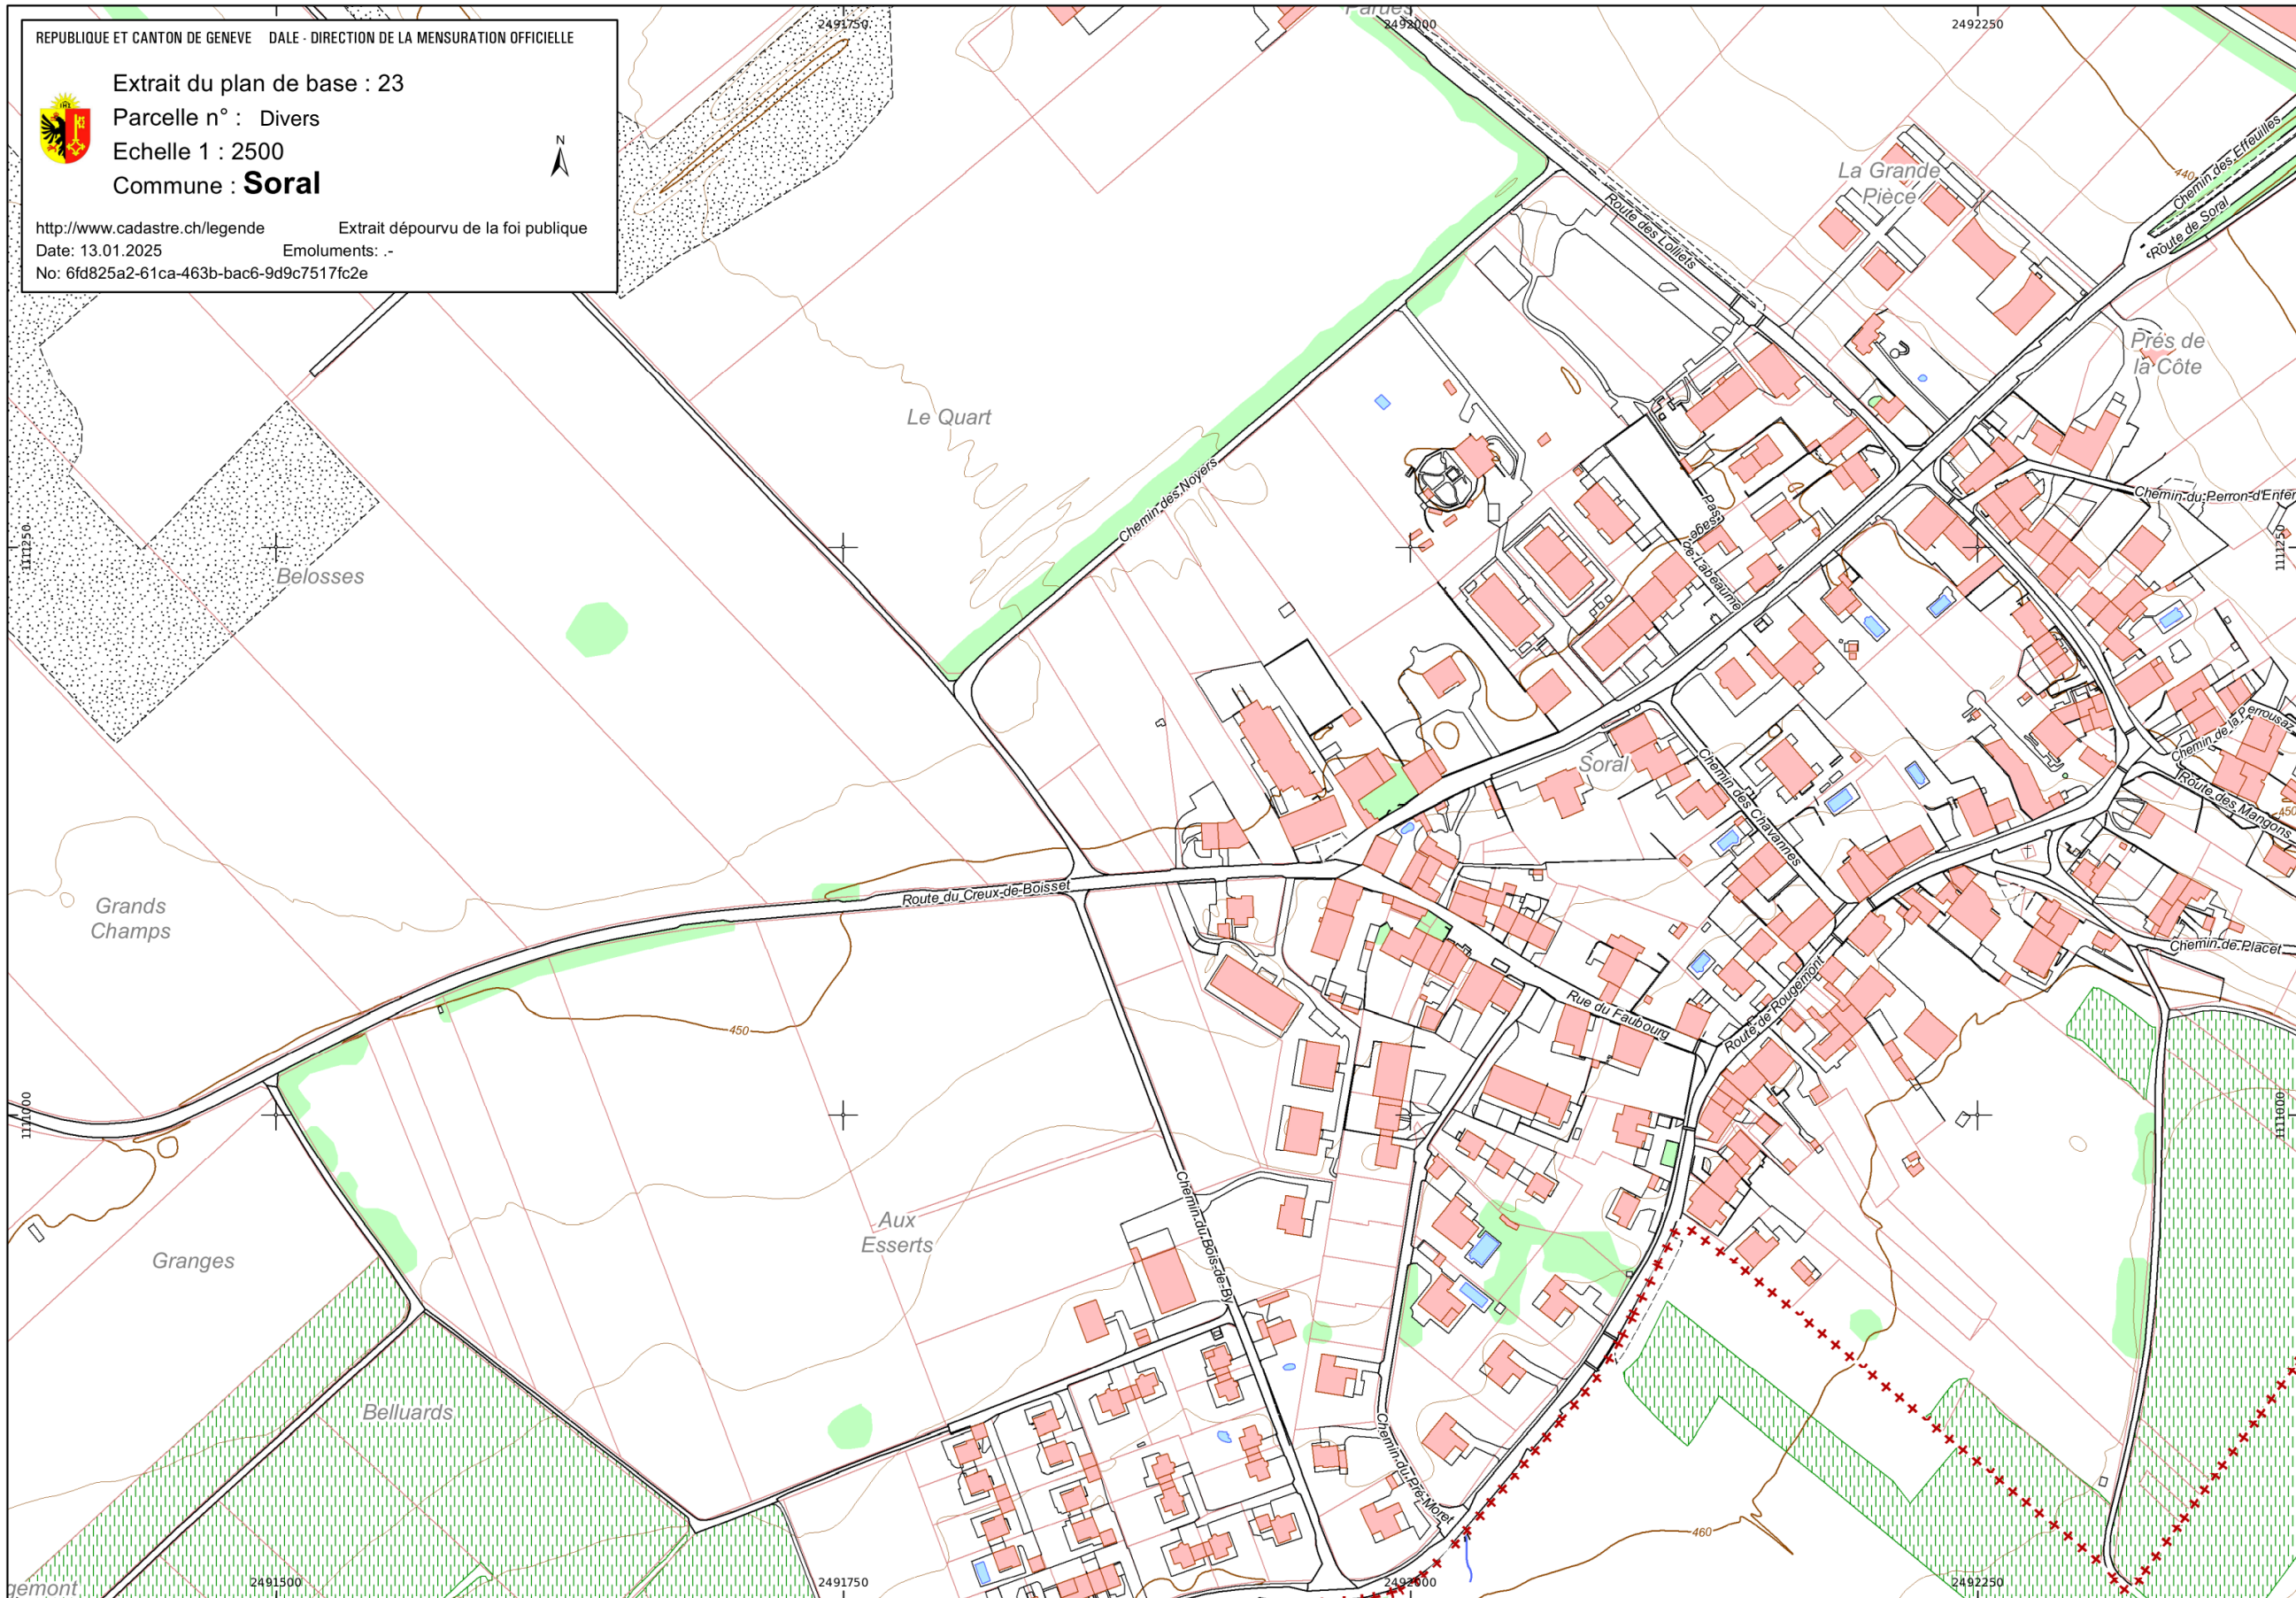 REPUBLIQUE ET CANTON DE GENEVE DALE - DIRECTION DE LA MENSURATION OFFICIELLE
Extrait du plan de base : 23
Parcelle n° : Divers
Echelle 1 : 2500
Commune : Soral
N
http://www.cadastre.ch/legende Extrait dépourvu de la foi publique
Date: 13.01.2025 Emoluments: .-
No: 6fd825a2-61ca-463b-bac6-9d9c7517fc2e
2491750
2492000
2492250
La Grande
Pièce
Chemin des Effeuilles
440
Route de Soral
Route des Lolliets
Prés de
la Côte
Le Quart
Chemin des Noyers
Chemin du Perron-d'Enfer
Passage
de-Labeaume
1111250
1111250
Belosses
Soral
Chemin des Chavannes
Chemin de la Perrousaz
Route des Mangons
450
Grands
Champs
Route du Creux-de-Boisset
Chemin de Placet
450
Rue du Faubourg
Route de Rougemont
1111000
1111000
Aux
Esserts
Granges
Chemin du Bois-de-By
Belluards
Chemin du Pré-Moret
460
gemont
2491500
2491750
2492000
2492250